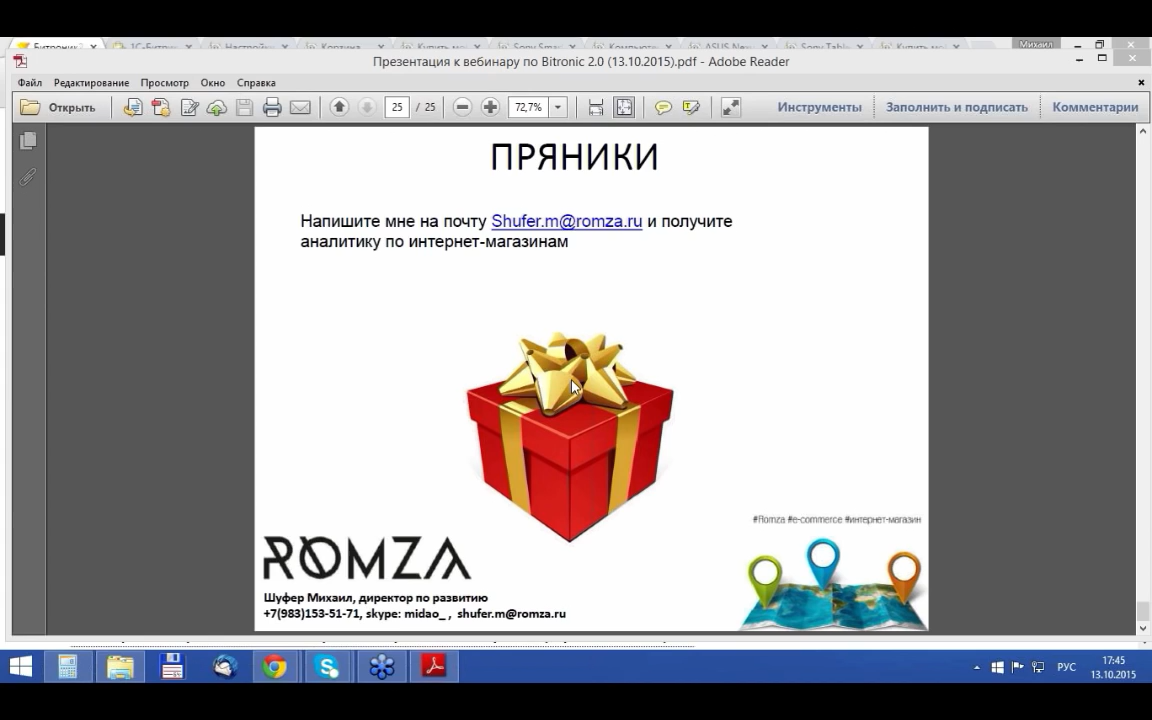 Михаил
Презентация к вебинару по Bitronic 2.0 (13.10.2015).pdf - Adobe Reader
Файл Редактирование Просмотр Окно Справка
Открыть 25 / 25 72,7% Инструменты Заполнить и подписать Комментарии
ПРЯНИКИ
Напишите мне на почту Shufer.m@romza.ru и получите
аналитику по интернет-магазинам
#Romza #e-commerce #интернет-магазин
ROMZA
Шуфер Михаил, директор по развитию
+7(983)153-51-71, skype: midao_ , shufer.m@romza.ru
РУС
17:45
13.10.2015